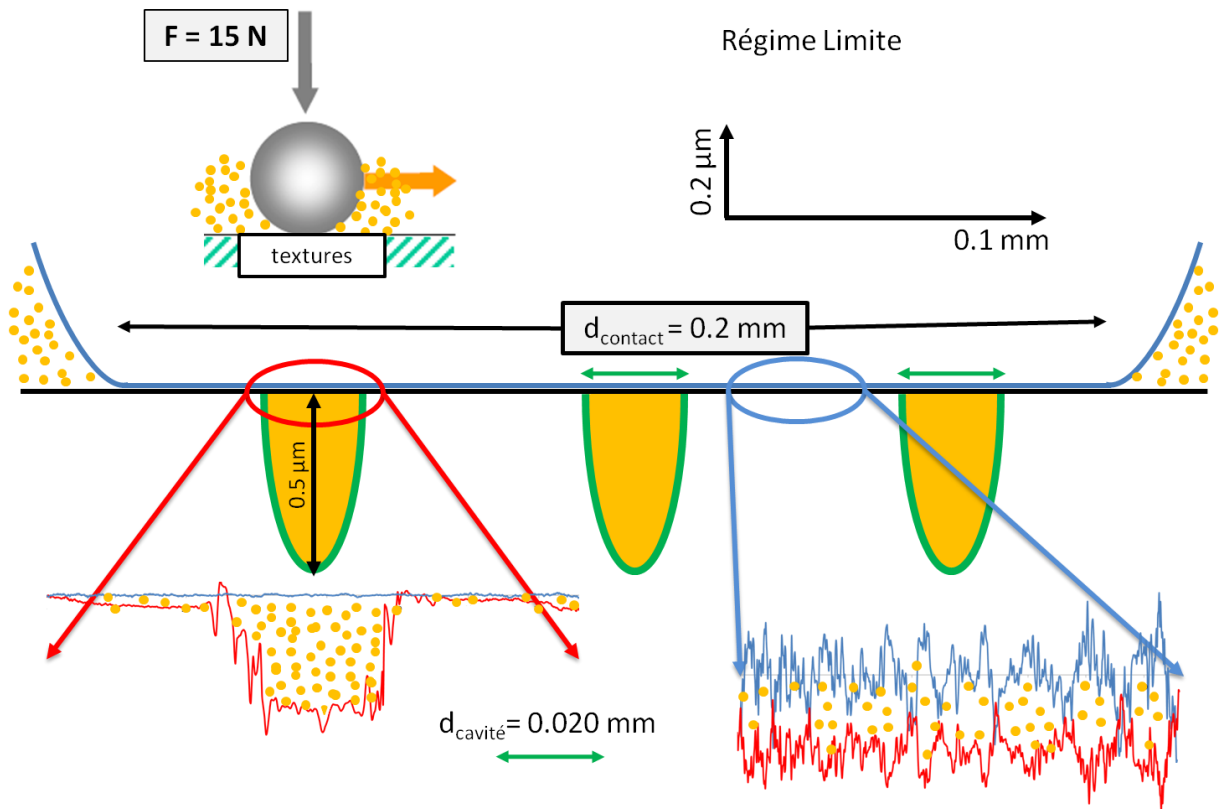 F = 15 N
Régime Limite
textures
0.2 µm
0.1 mm
dcontact = 0.2 mm
0.5 µm
dcavité= 0.020 mm